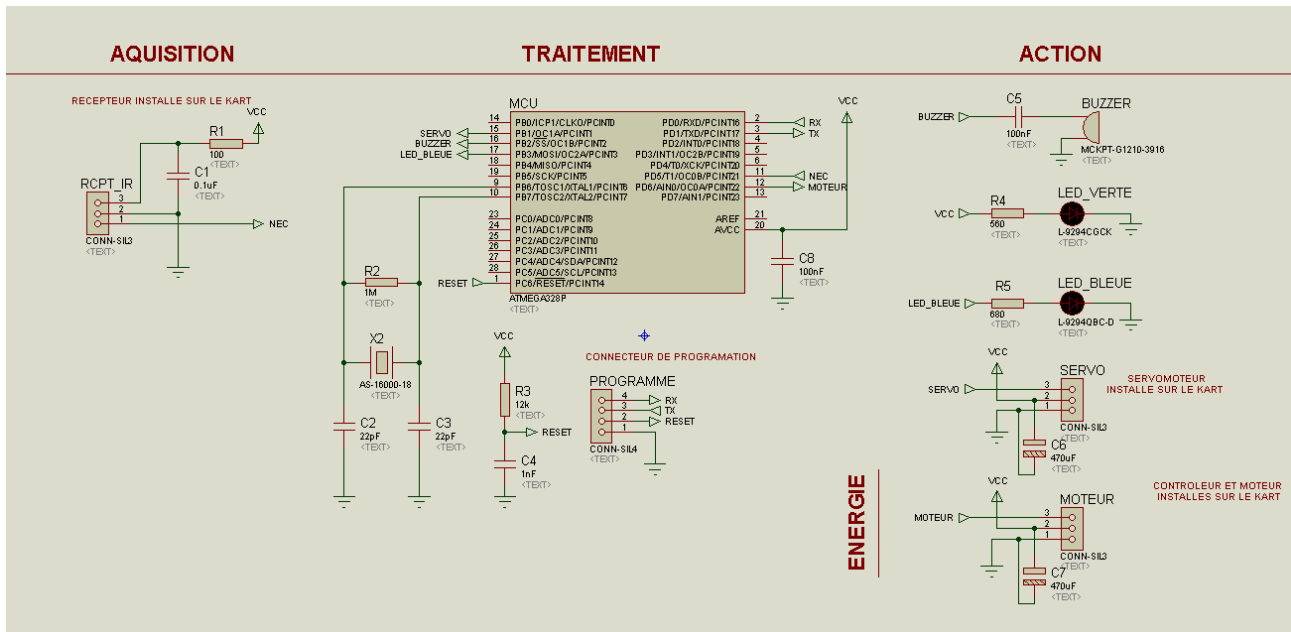 AQUISITION
TRAITEMENT
ACTION
RECEPTEUR INSTALLE SUR LE KART
VCC
R1
100
<TEXT>
C1
0.1uF
<TEXT>
RCPT_IR
3
2
1
CONN-SIL3
<TEXT>
NEC
MCU
14 PB0/ICP1/CLKO/PCINT0
SERVO 15 PB1/OC1A/PCINT1
BUZZER 16 PB2/SS/OC1B/PCINT2
LED_BLEUE 17 PB3/MOSI/OC2A/PCINT3
18 PB4/MISO/PCINT4
19 PB5/SCK/PCINT5
9 PB6/TOSC1/XTAL1/PCINT6
10 PB7/TOSC2/XTAL2/PCINT7
23 PC0/ADC0/PCINT8
24 PC1/ADC1/PCINT9
25 PC2/ADC2/PCINT10
26 PC3/ADC3/PCINT11
27 PC4/ADC4/SDA/PCINT12
28 PC5/ADC5/SCL/PCINT13
RESET 1 PC6/RESET/PCINT14
PD0/RXD/PCINT16 2 RX
PD1/TXD/PCINT17 3 TX
PD2/INT0/PCINT18 4
PD3/INT1/OC2B/PCINT19 5
PD4/T0/XCK/PCINT20 6
PD5/T1/OC0B/PCINT21 11 NEC
PD6/AIN0/OC0A/PCINT22 12 MOTEUR
PD7/AIN1/PCINT23 13
AREF 21
AVCC 20
ATMEGA328P
<TEXT>
VCC
C8
100nF
<TEXT>
R2
1M
<TEXT>
X2
AS-16000-18
<TEXT>
C2
22pF
<TEXT>
C3
22pF
<TEXT>
VCC
R3
12k
<TEXT>
RESET
C4
1nF
<TEXT>
CONNECTEUR DE PROGRAMATION
PROGRAMME
4 RX
3 TX
2 RESET
1
CONN-SIL4
<TEXT>
BUZZER
C5
100nF
<TEXT>
BUZZER
MCKPT-G1210-3916
<TEXT>
VCC
R4
560
<TEXT>
LED_VERTE
L-9294CGCK
<TEXT>
LED_BLEUE
R5
680
<TEXT>
LED_BLEUE
L-9294QBC-D
<TEXT>
VCC
SERVO
SERVO
3
2
1
CONN-SIL3
<TEXT>
C6
470uF
<TEXT>
SERVOMOTEUR
INSTALLE SUR LE KART
ENERGIE
VCC
MOTEUR
MOTEUR
3
2
1
CONN-SIL3
<TEXT>
C7
470uF
<TEXT>
CONTROLEUR ET MOTEUR
INSTALLES SUR LE KART